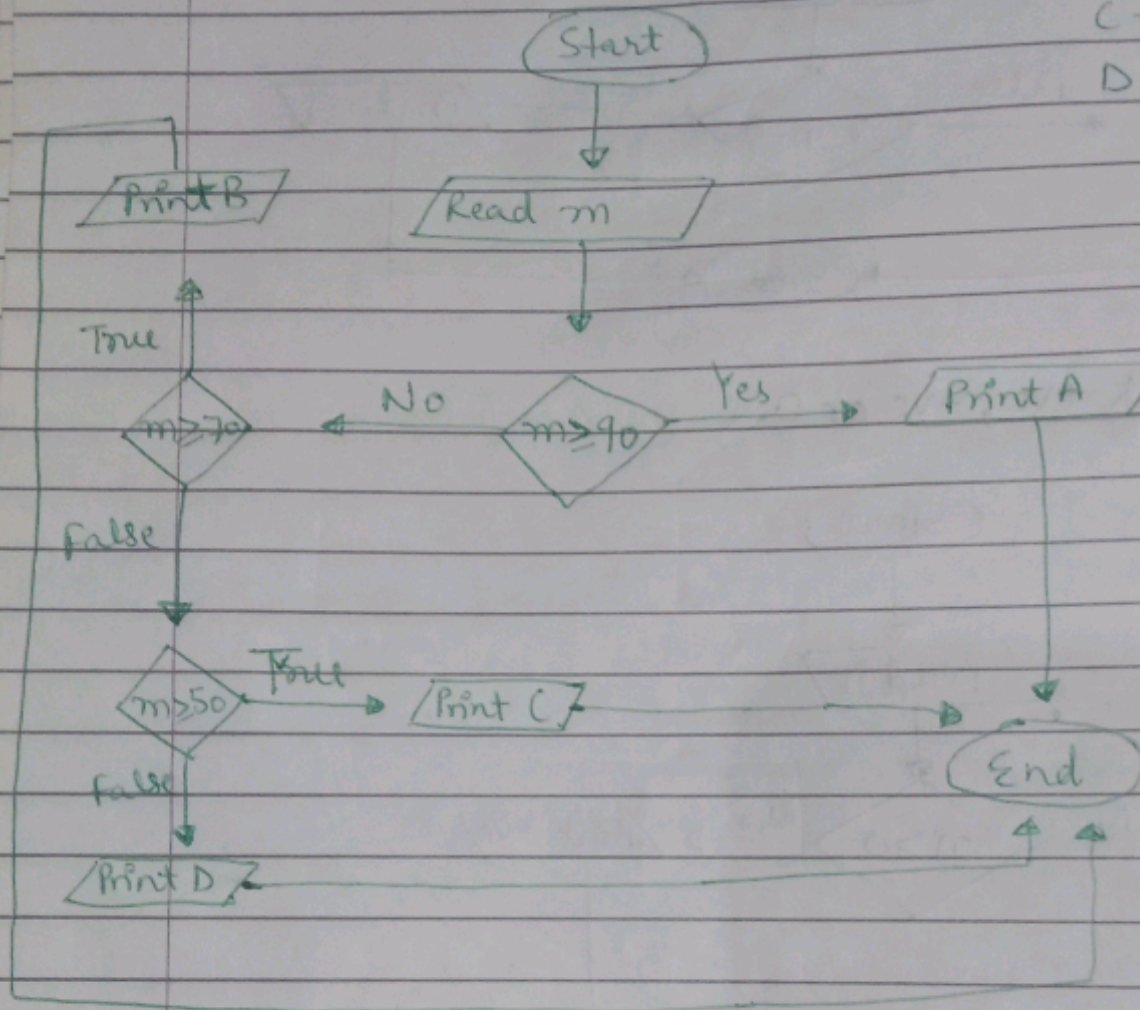 Start
C
D
Print B
Read m
True
No
Yes
Print A
m≥70
m≥90
False
True
m≥50
Print C
False
End
Print D